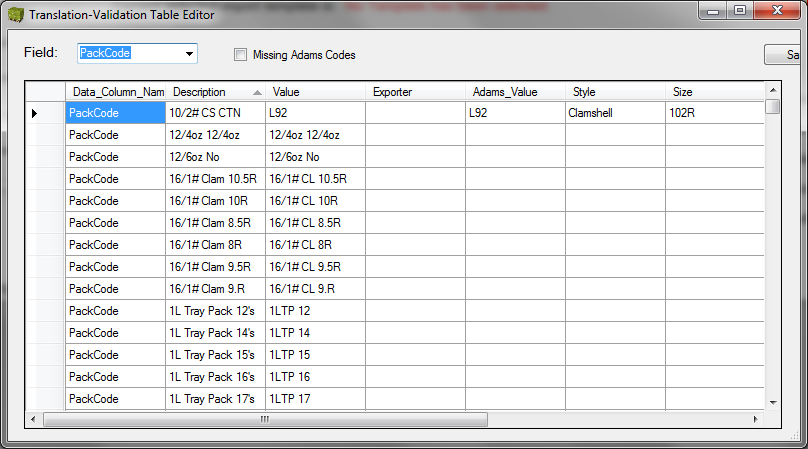 Translation-Validation Table Editor
Field: PackCode Missing Adams Codes Sa
Data_Column_Nam Description Value Exporter Adams_Value Style Size
PackCode 10/2# CS CTN L92 L92 Clamshell 102R
PackCode 12/4oz 12/4oz 12/4oz 12/4oz
PackCode 12/6oz No 12/6oz No
PackCode 16/1# Clam 10.5R 16/1# CL 10.5R
PackCode 16/1# Clam 10R 16/1# CL 10R
PackCode 16/1# Clam 8.5R 16/1# CL 8.5R
PackCode 16/1# Clam 8R 16/1# CL 8R
PackCode 16/1# Clam 9.5R 16/1# CL 9.5R
PackCode 16/1# Clam 9.R 16/1# CL 9.R
PackCode 1L Tray Pack 12's 1LTP 12
PackCode 1L Tray Pack 14's 1LTP 14
PackCode 1L Tray Pack 15's 1LTP 15
PackCode 1L Tray Pack 16's 1LTP 16
PackCode 1L Tray Pack 17's 1LTP 17